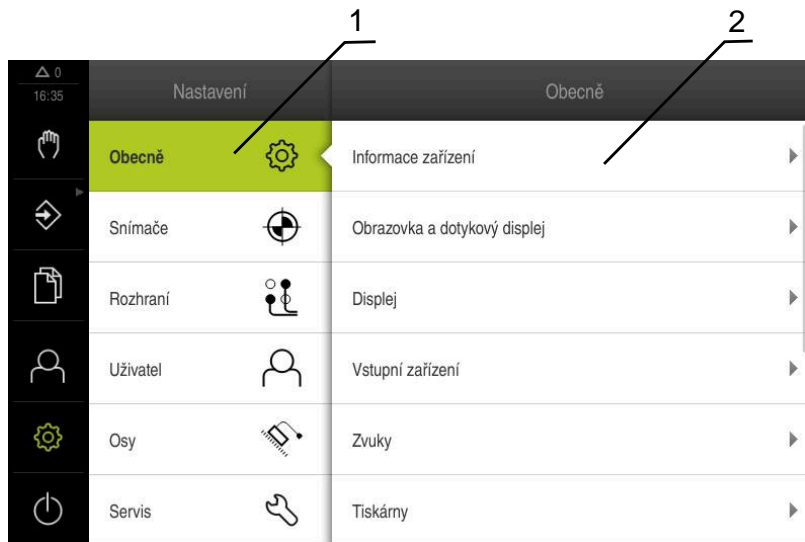 1
2
0
16:35
Nastavení
Obecně
Obecně
Snímače
Rozhraní
Uživatel
Osy
Servis
Informace zařízení
Obrazovka a dotykový displej
Displej
Vstupní zařízení
Zvuky
Tiskárny